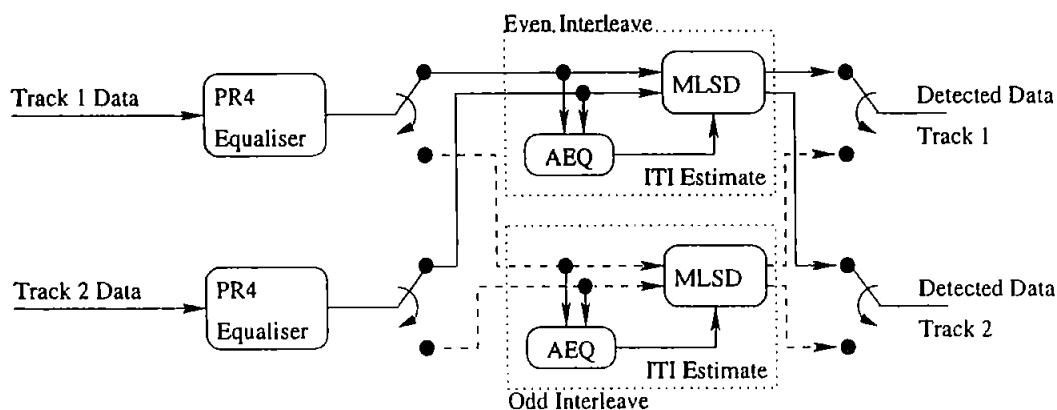 Even Interleave
Track 1 Data
PR4
Equaliser
MLSD
AEQ
ITI Estimate
Detected Data
Track 1
Track 2 Data
PR4
Equaliser
MLSD
AEQ
ITI Estimate
Detected Data
Track 2
Odd Interleave